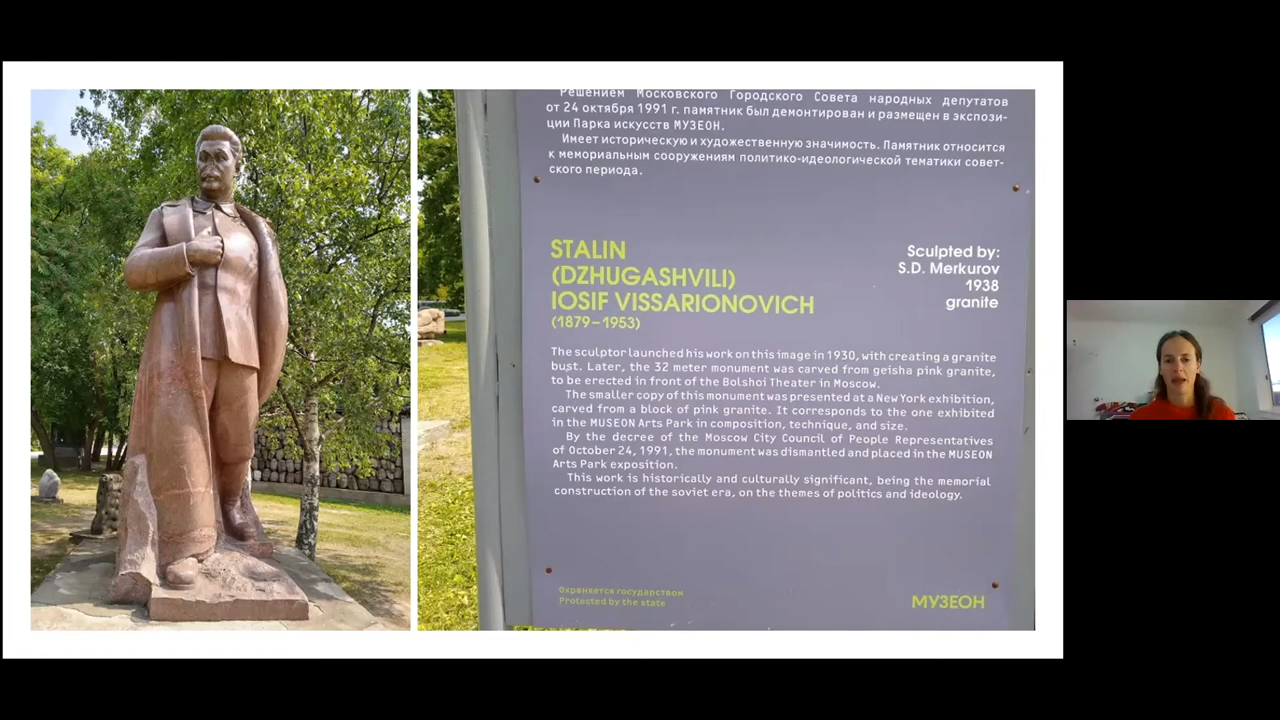 Решением Московского Городского Совета народных депутатов
от 24 октября 1991 г. памятник был демонтирован и размещен в экспози-
ции Парка искусств МУЗЕОН.
Имеет историческую и художественную значимость. Памятник относится
к мемориальным сооружениям политико-идеологической тематики совет-
ского периода.
STALIN
(DZHUGASHVILI)
IOSIF VISSARIONOVICH
(1879–1953)
Sculpted by:
S.D. Merkurov
1938
granite
The sculptor launched his work on this image in 1930, with creating a granite
bust. Later, the 32 meter monument was carved from geisha pink granite,
to be erected in front of the Bolshoi Theater in Moscow.
The smaller copy of this monument was presented at a New York exhibition,
carved from a block of pink granite. It corresponds to the one exhibited
in the MUSEON Arts Park in composition, technique, and size.
By the decree of the Moscow City Council of People Representatives
of October 24, 1991, the monument was dismantled and placed in the MUSEON
Arts Park exposition.
This work is historically and culturally significant, being the memorial
construction of the soviet era, on the themes of politics and ideology.
Охраняется государством
Protected by the state
МУЗЕОН